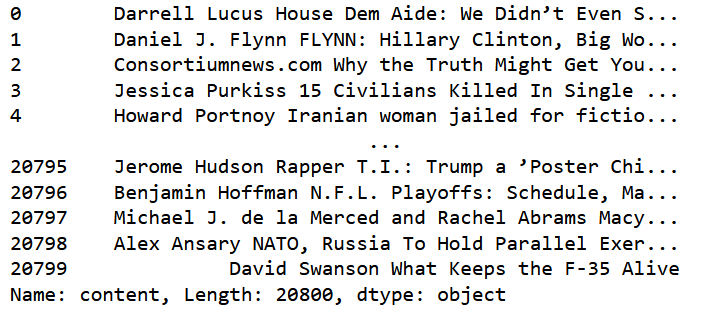 0 Darrell Lucus House Dem Aide: We Didn’t Even S...
1 Daniel J. Flynn FLYNN: Hillary Clinton, Big Wo...
2 Consortiumnews.com Why the Truth Might Get You...
3 Jessica Purkiss 15 Civilians Killed In Single ...
4 Howard Portnoy Iranian woman jailed for fictio...
...
20795 Jerome Hudson Rapper T.I.: Trump a ’Poster Chi...
20796 Benjamin Hoffman N.F.L. Playoffs: Schedule, Ma...
20797 Michael J. de la Merced and Rachel Abrams Macy...
20798 Alex Ansary NATO, Russia To Hold Parallel Exer...
20799 David Swanson What Keeps the F-35 Alive
Name: content, Length: 20800, dtype: object